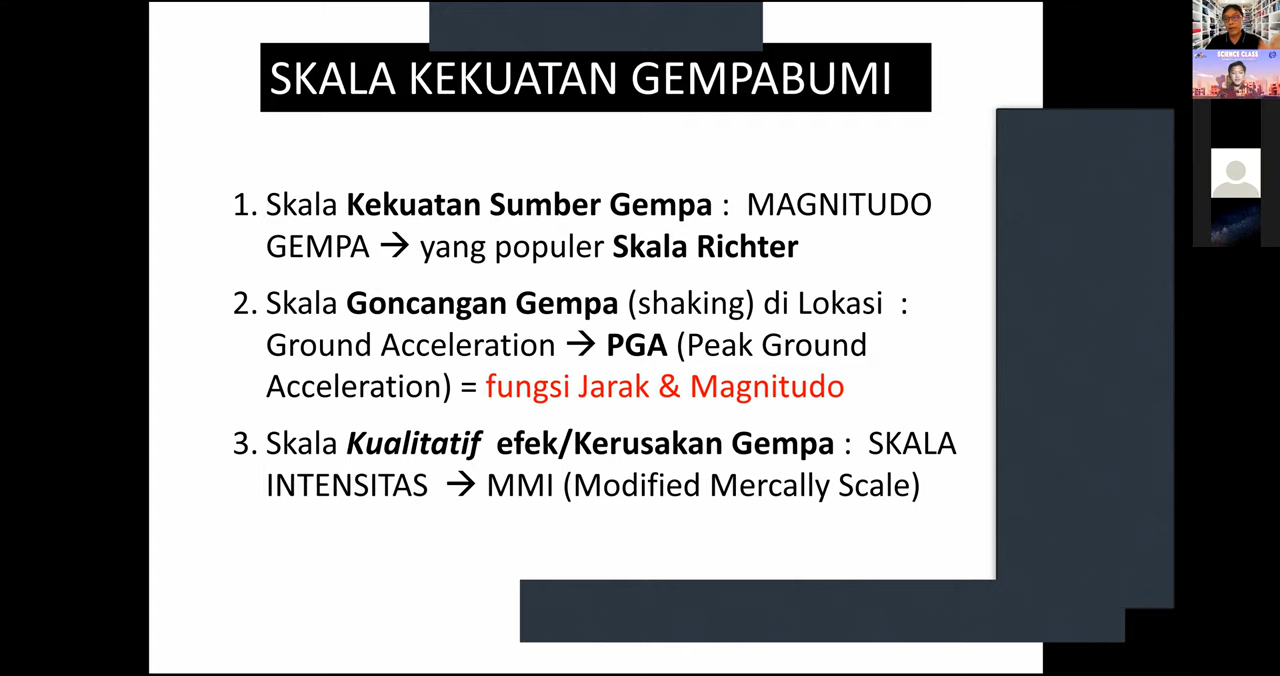 SKALA KEKUATAN GEMPABUMI
1. Skala Kekuatan Sumber Gempa : MAGNITUDO
GEMPA → yang populer Skala Richter
2. Skala Goncangan Gempa (shaking) di Lokasi :
Ground Acceleration → PGA (Peak Ground
Acceleration) = fungsi Jarak & Magnitudo
3. Skala Kualitatif efek/Kerusakan Gempa : SKALA
INTENSITAS → MMI (Modified Mercally Scale)
SCIENCE CLASS